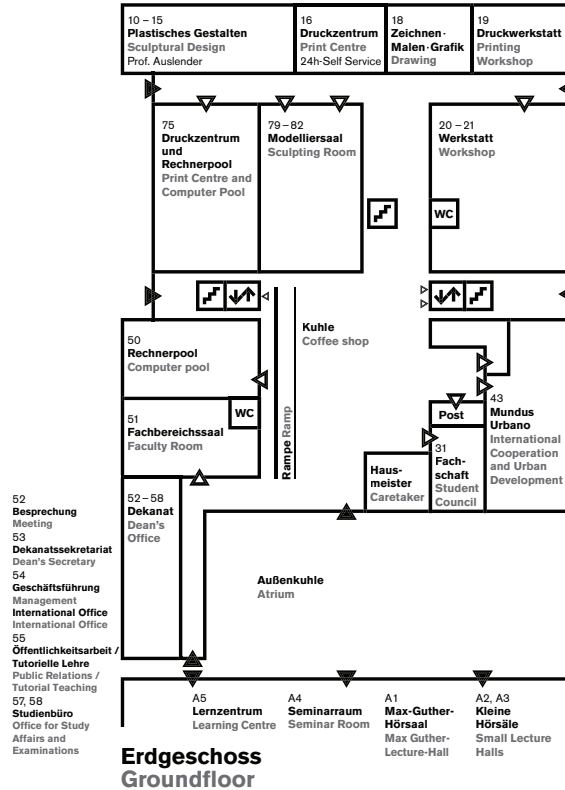 10 – 15
Plastisches Gestalten
Sculptural Design
Prof. Auslender
16
Druckzentrum
Print Centre
24h-Self Service
18
Zeichnen·
Malen·Grafik
Drawing
19
Druckwerkstatt
Printing
Workshop
75
Druckzentrum
und
Rechnerpool
Print Centre and
Computer Pool
79 – 82
Modelliersaal
Sculpting Room
20 – 21
Werkstatt
Workshop
WC
50
Rechnerpool
Computer pool
Kuhle
Coffee shop
Rampe Ramp
WC
51
Fachbereichssaal
Faculty Room
Post
43
Mundus
Urbano
International
Cooperation
and Urban
Development
31
Fach-
schaft
Student
Council
Haus-
meister
Caretaker
52 – 58
Dekanat
Dean's
Office
52
Besprechung
Meeting
53
Dekanatssekretariat
Dean's Secretary
54
Geschäftsführung
Management
International Office
International Office
55
Öffentlichkeitsarbeit /
Tutorielle Lehre
Public Relations /
Tutorial Teaching
57, 58
Studienbüro
Office for Study
Affairs and
Examinations
Außenkuhle
Atrium
A5
Lernzentrum
Learning Centre
A4
Seminarraum
Seminar Room
A1
Max-Guther-
Hörsaal
Max Guther-
Lecture-Hall
A2, A3
Kleine
Hörsäle
Small Lecture
Halls
Erdgeschoss
Groundfloor